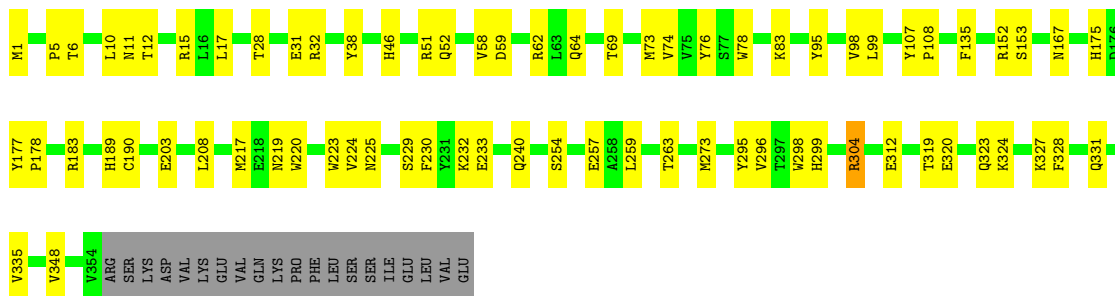 M1 P5 T6 L10 N11 T12 R15 L16 L17 T28 E31 R32 Y38 H46 R51 Q52 V58 D59 R62 L63 Q64 T69 M73 V74 V75 Y76 S77 W78 K83 Y95 V98 L99 Y107 P108 F135 R152 S153 N167 H175 D176
Y177 P178 R183 H189 C190 E203 L208 M217 E218 N219 W220 W223 V224 N225 S229 F230 Y231 K232 E233 Q240 S254 E257 A258 L259 T263 M273 Y295 V296 T297 W298 H299 R304 E312 T319 E320 Q323 K324 K327 F328 Q331
V335 V348 V354 ARG SER LYS ASP VAL LYS GLU VAL GLN LYS PRO PHE LEU SER SER ILE GLU LEU VAL GLU